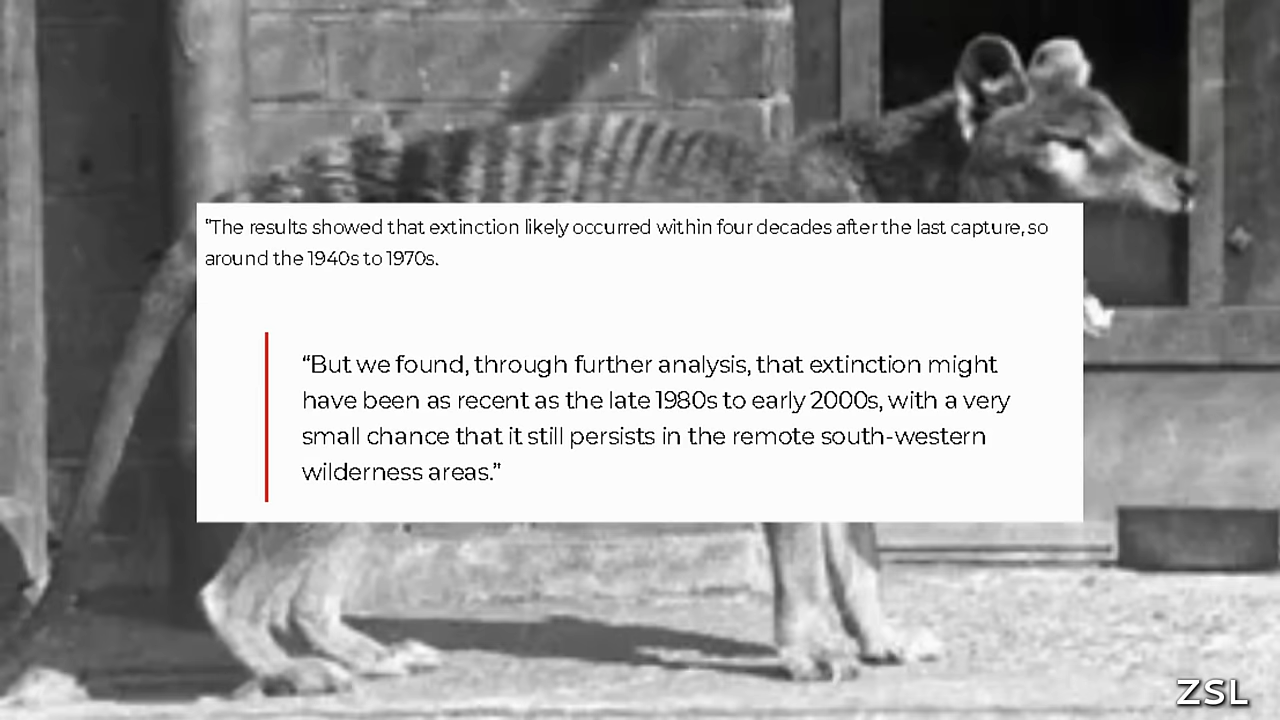 “The results showed that extinction likely occurred within four decades after the last capture, so
around the 1940s to 1970s.
“But we found, through further analysis, that extinction might
have been as recent as the late 1980s to early 2000s, with a very
small chance that it still persists in the remote south-western
wilderness areas.”
ZSL